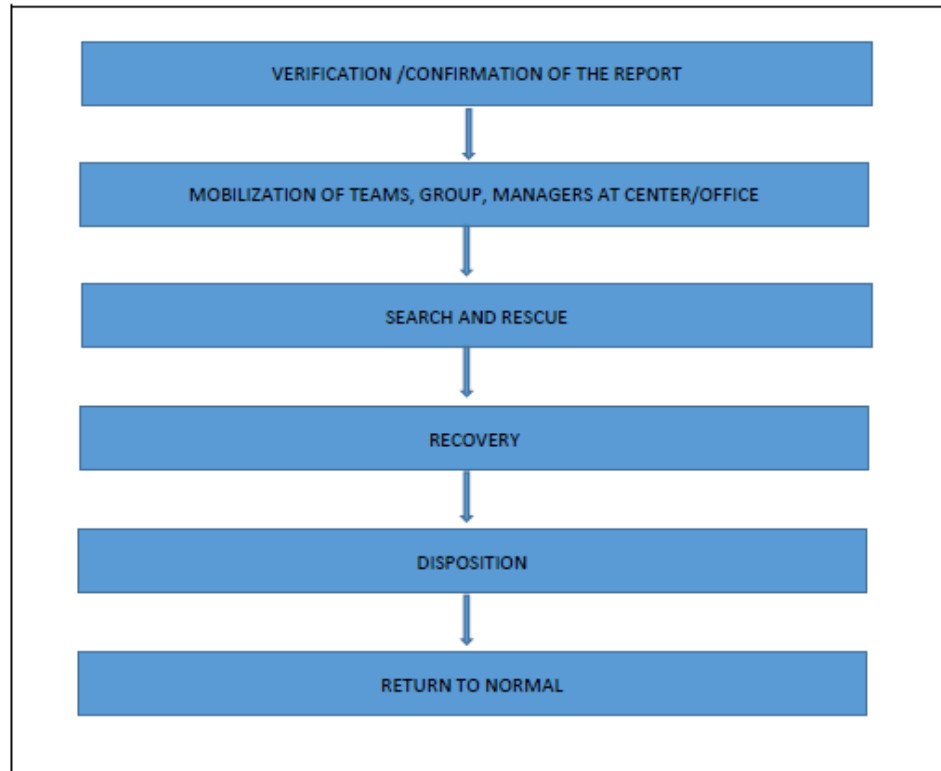 VERIFICATION /CONFIRMATION OF THE REPORT
MOBILIZATION OF TEAMS, GROUP, MANAGERS AT CENTER/OFFICE
SEARCH AND RESCUE
RECOVERY
DISPOSITION
RETURN TO NORMAL